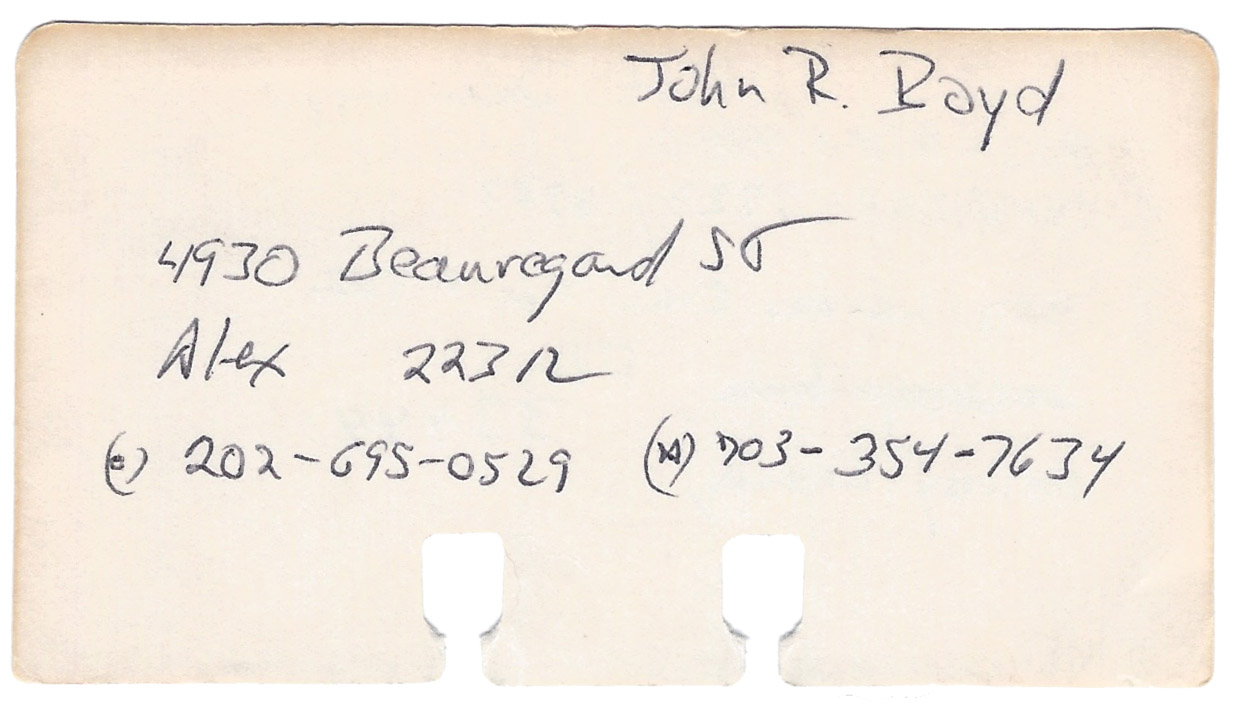 John R. Boyd
4930 Beauregard ST
Alex 22312
(o) 202-695-0529 (H) 703-354-7634